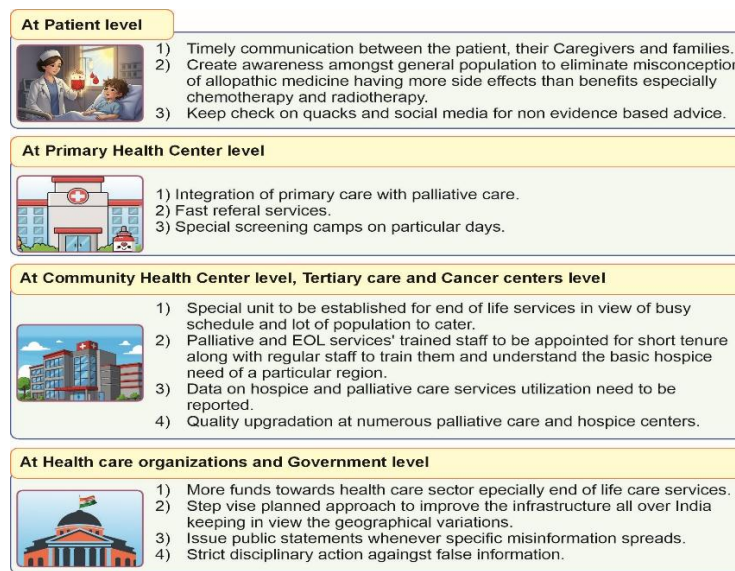 At Patient level
1) Timely communication between the patient, their Caregivers and families.
2) Create awareness amongst general population to eliminate misconception
of allopathic medicine having more side effects than benefits especially
chemotherapy and radiotherapy.
3) Keep check on quacks and social media for non evidence based advice.
At Primary Health Center level
1) Integration of primary care with palliative care.
2) Fast referal services.
3) Special screening camps on particular days.
At Community Health Center level, Tertiary care and Cancer centers level
1) Special unit to be established for end of life services in view of busy
schedule and lot of population to cater.
2) Palliative and EOL services' trained staff to be appointed for short tenure
along with regular staff to train them and understand the basic hospice
need of a particular region.
3) Data on hospice and palliative care services utilization need to be
reported.
4) Quality upgradation at numerous palliative care and hospice centers.
At Health care organizations and Government level
1) More funds towards health care sector epecially end of life care services.
2) Step vise planned approach to improve the infrastructure all over India
keeping in view the geographical variations.
3) Issue public statements whenever specific misinformation spreads.
4) Strict disciplinary action againgst false information.